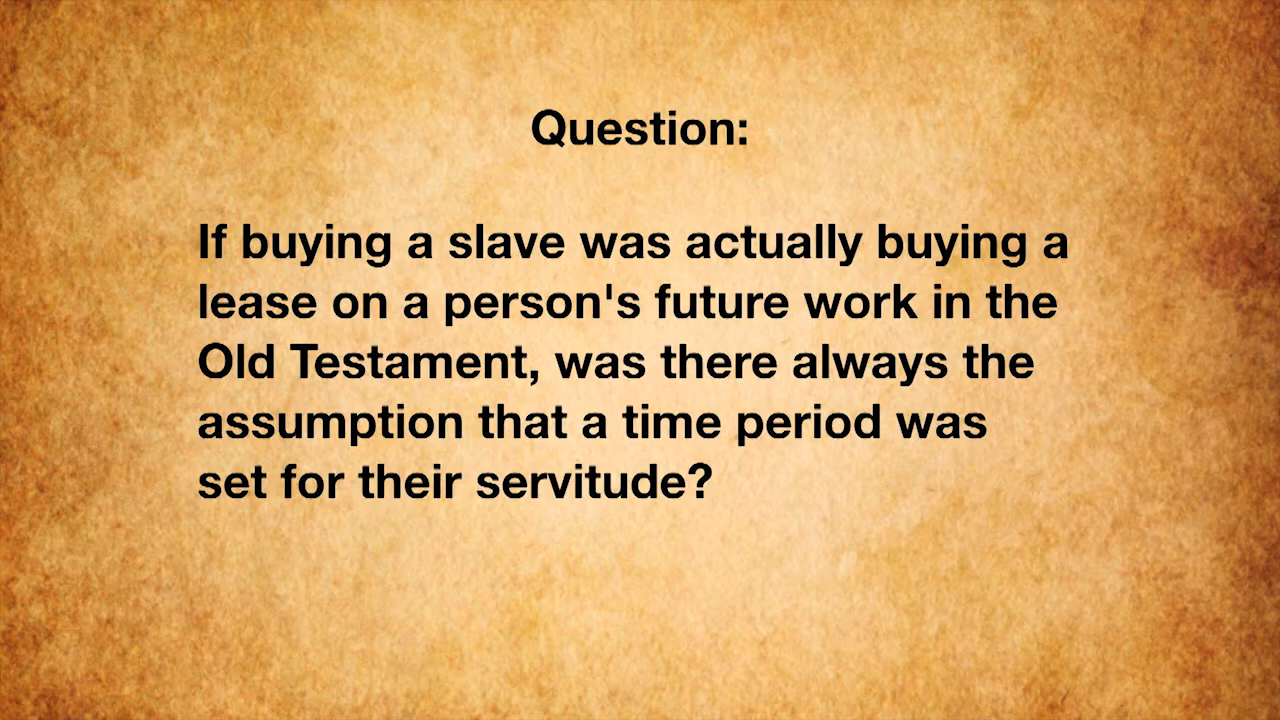 Question:
If buying a slave was actually buying a
lease on a person's future work in the
Old Testament, was there always the
assumption that a time period was
set for their servitude?